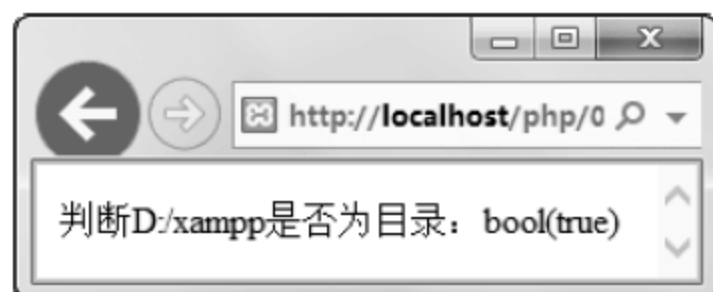 http://localhost/php/0
判断D:/xampp是否为目录：bool(true)